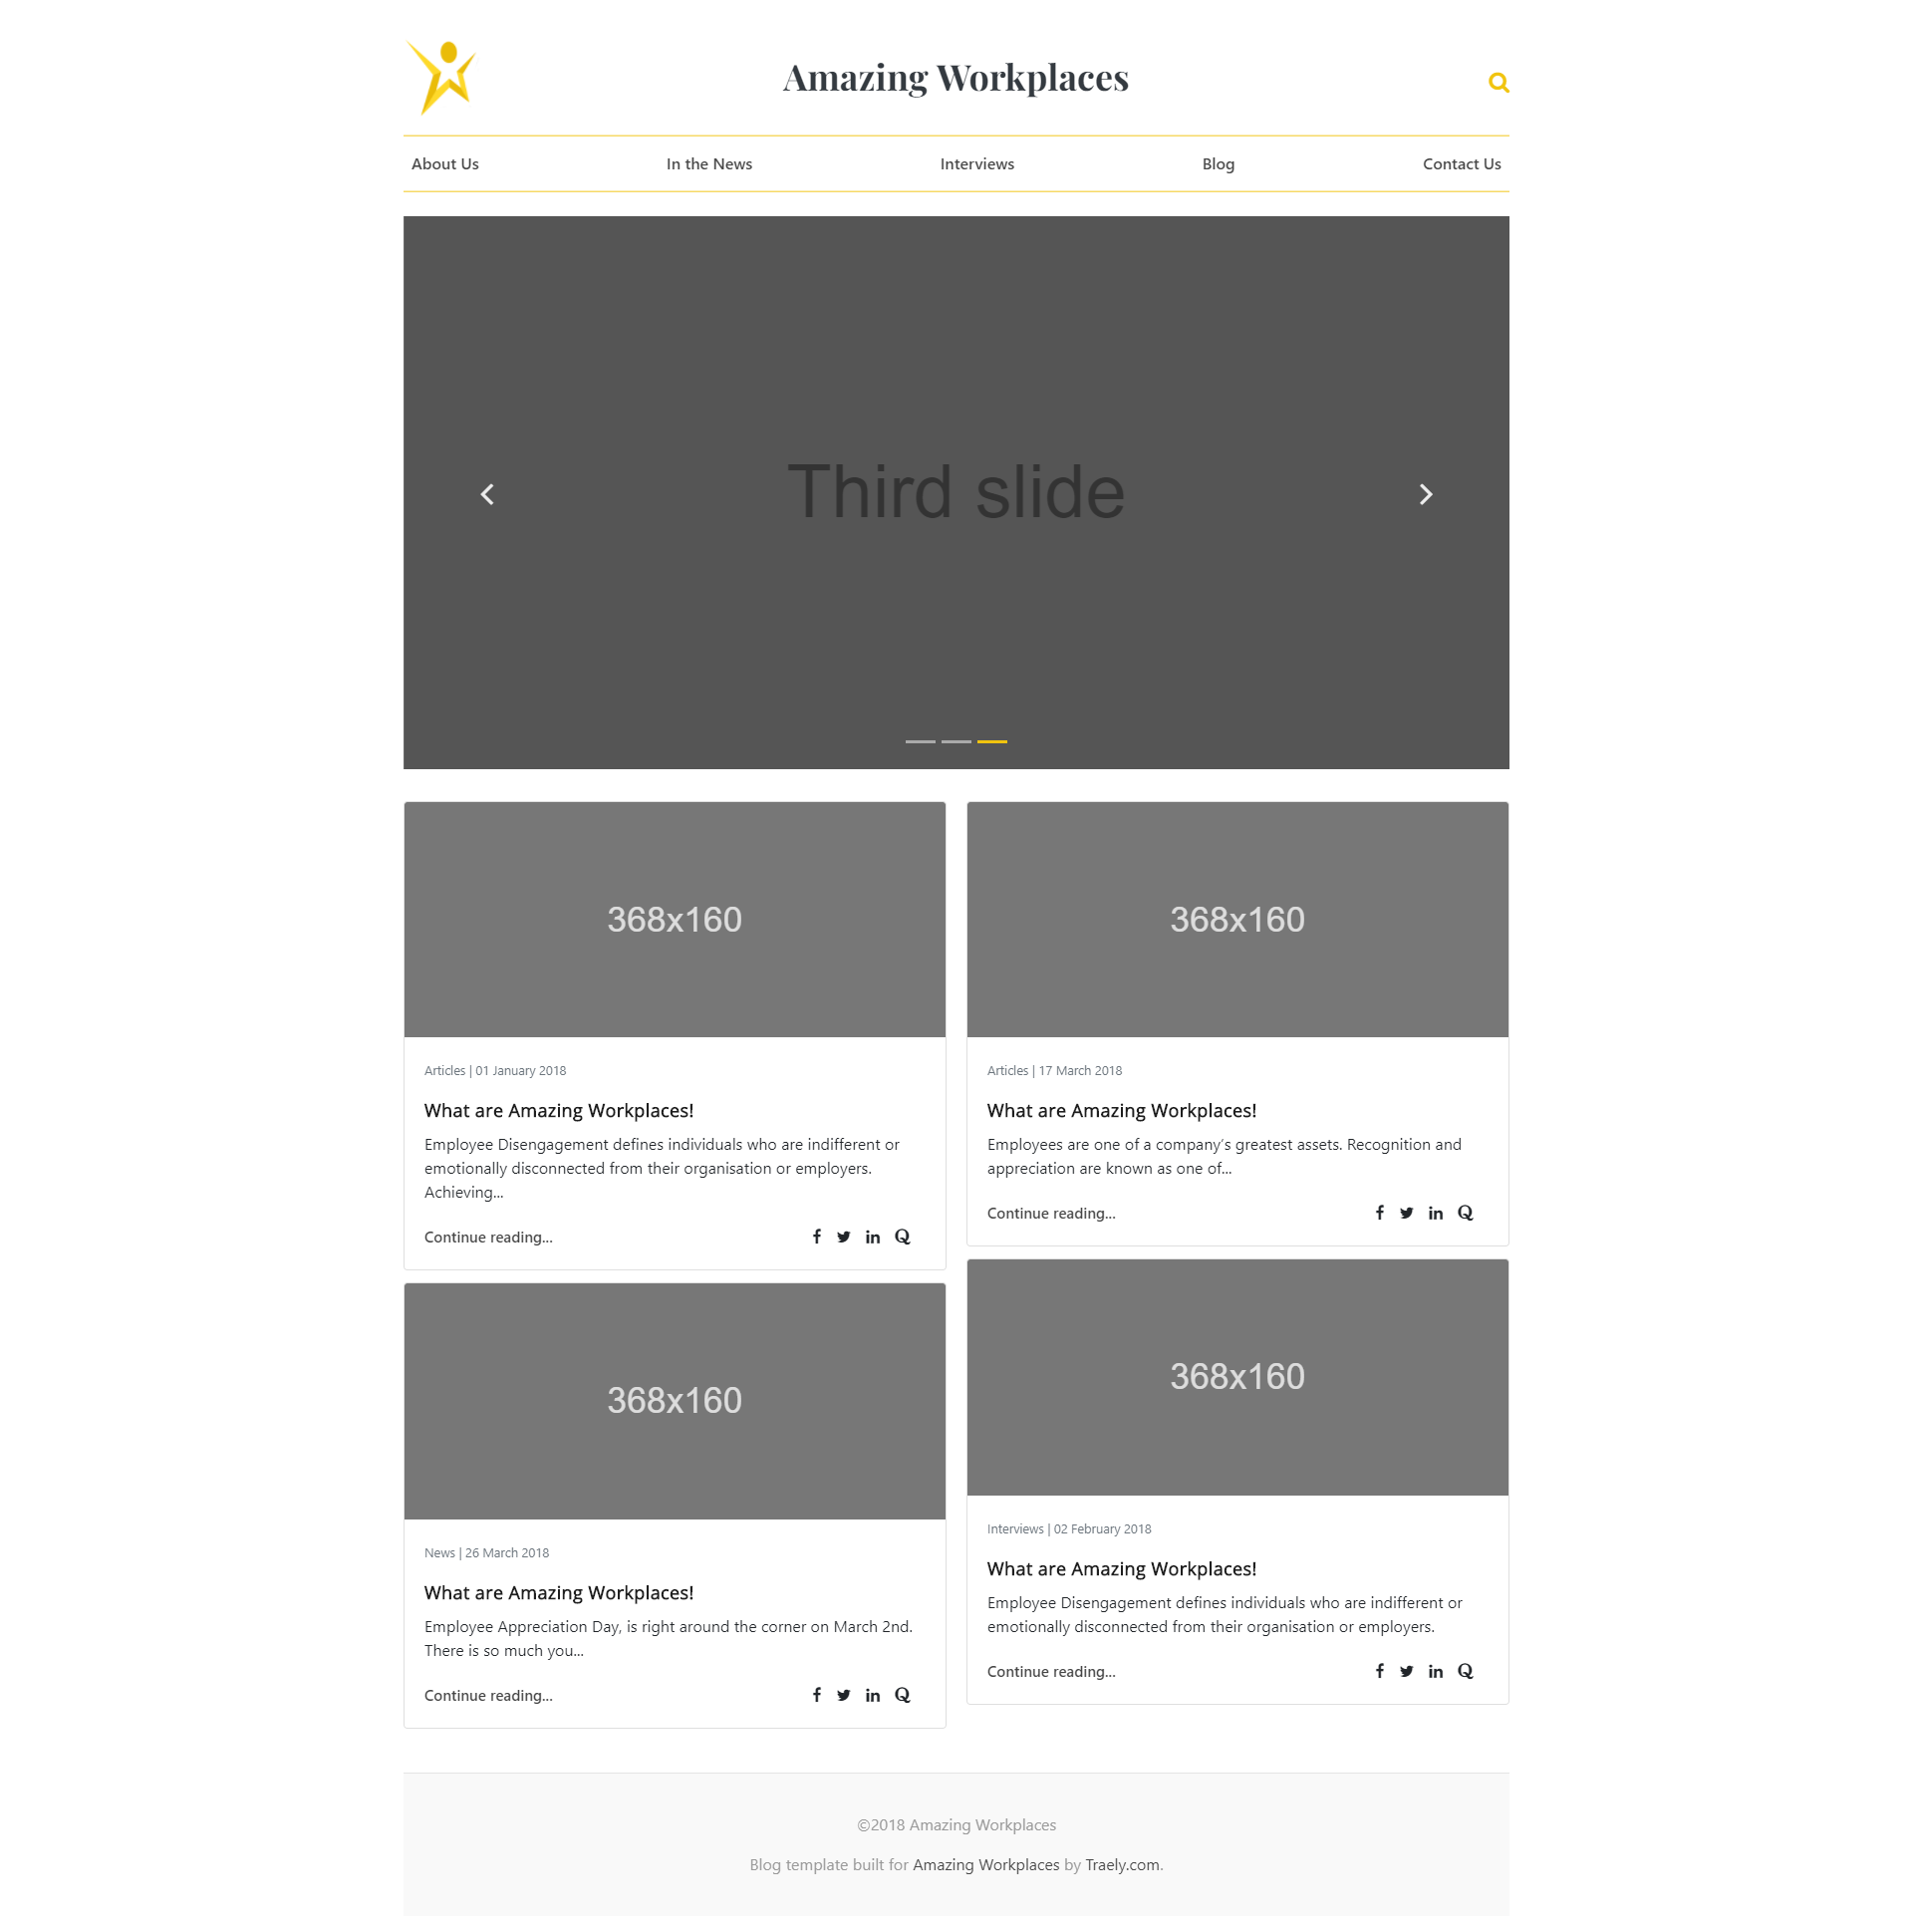 Amazing Workplaces
About Us
In the News
Interviews
Blog
Contact Us
Third slide
368x160
Articles | 01 January 2018
What are Amazing Workplaces!
Employee Disengagement defines individuals who are indifferent or
emotionally disconnected from their organisation or employers.
Achieving...
Continue reading...
368x160
Articles | 17 March 2018
What are Amazing Workplaces!
Employees are one of a company's greatest assets. Recognition and
appreciation are known as one of...
Continue reading...
368x160
News | 26 March 2018
What are Amazing Workplaces!
Employee Appreciation Day, is right around the corner on March 2nd.
There is so much you...
Continue reading...
368x160
Interviews | 02 February 2018
What are Amazing Workplaces!
Employee Disengagement defines individuals who are indifferent or
emotionally disconnected from their organisation or employers.
Continue reading...
©2018 Amazing Workplaces
Blog template built for Amazing Workplaces by Traely.com.